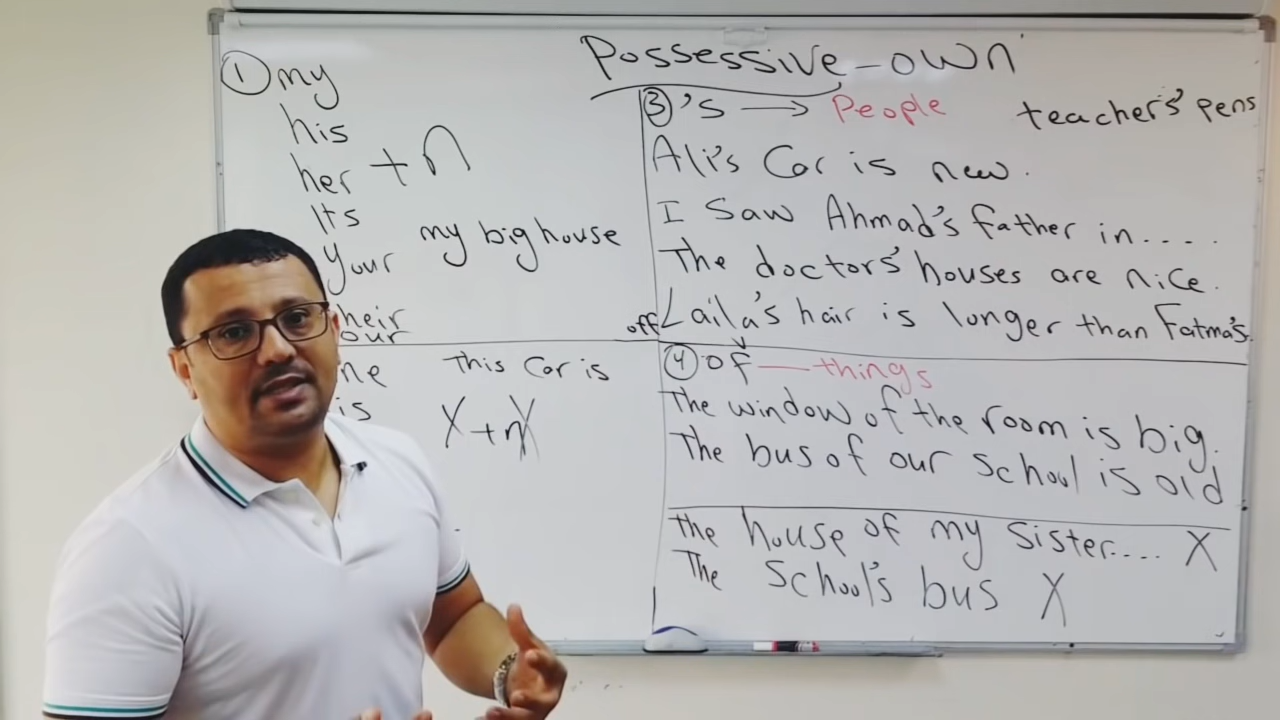 Possessive - own
① my
his
her + n
Its
your
my big house
our
This Car is
is
X + n X
③ 's → People
teachers' pens
Ali's Car is new.
I Saw Ahmad's father in.....
The doctors' houses are nice.
Laila's hair is longer than Fatma's.
off
④ of — things
The window of the room is big.
The bus of our School is old
the house of my Sister.... X
The School's bus X